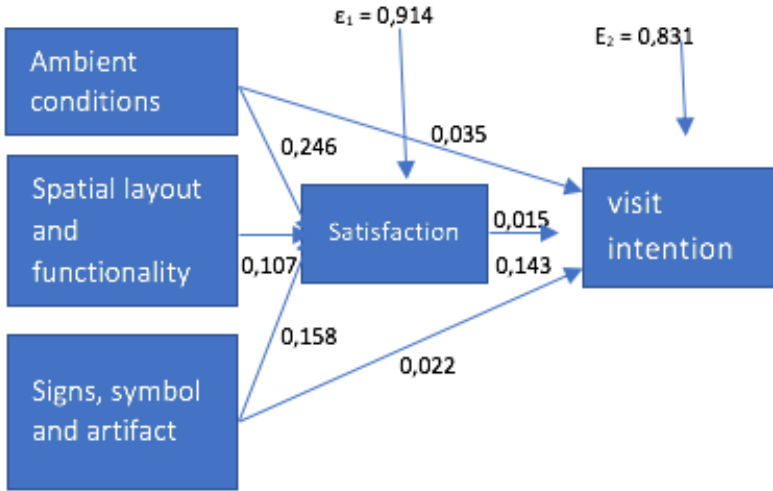 ε₁ = 0,914
E₂ = 0,831
Ambient
conditions
0,035
0,246
Spatial layout
and
functionality
Satisfaction
0,015
visit
intention
0,107
0,143
0,158
0,022
Signs, symbol
and artifact